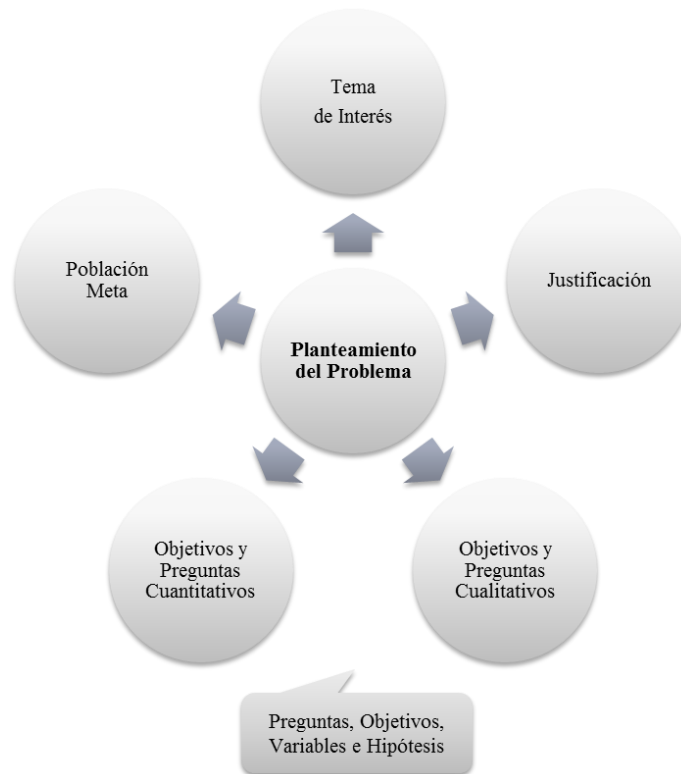 Tema
de Interés
Población
Meta
Justificación
Planteamiento
del Problema
Objetivos y
Preguntas
Cuantitativos
Objetivos y
Preguntas
Cualitativos
Preguntas, Objetivos,
Variables e Hipótesis